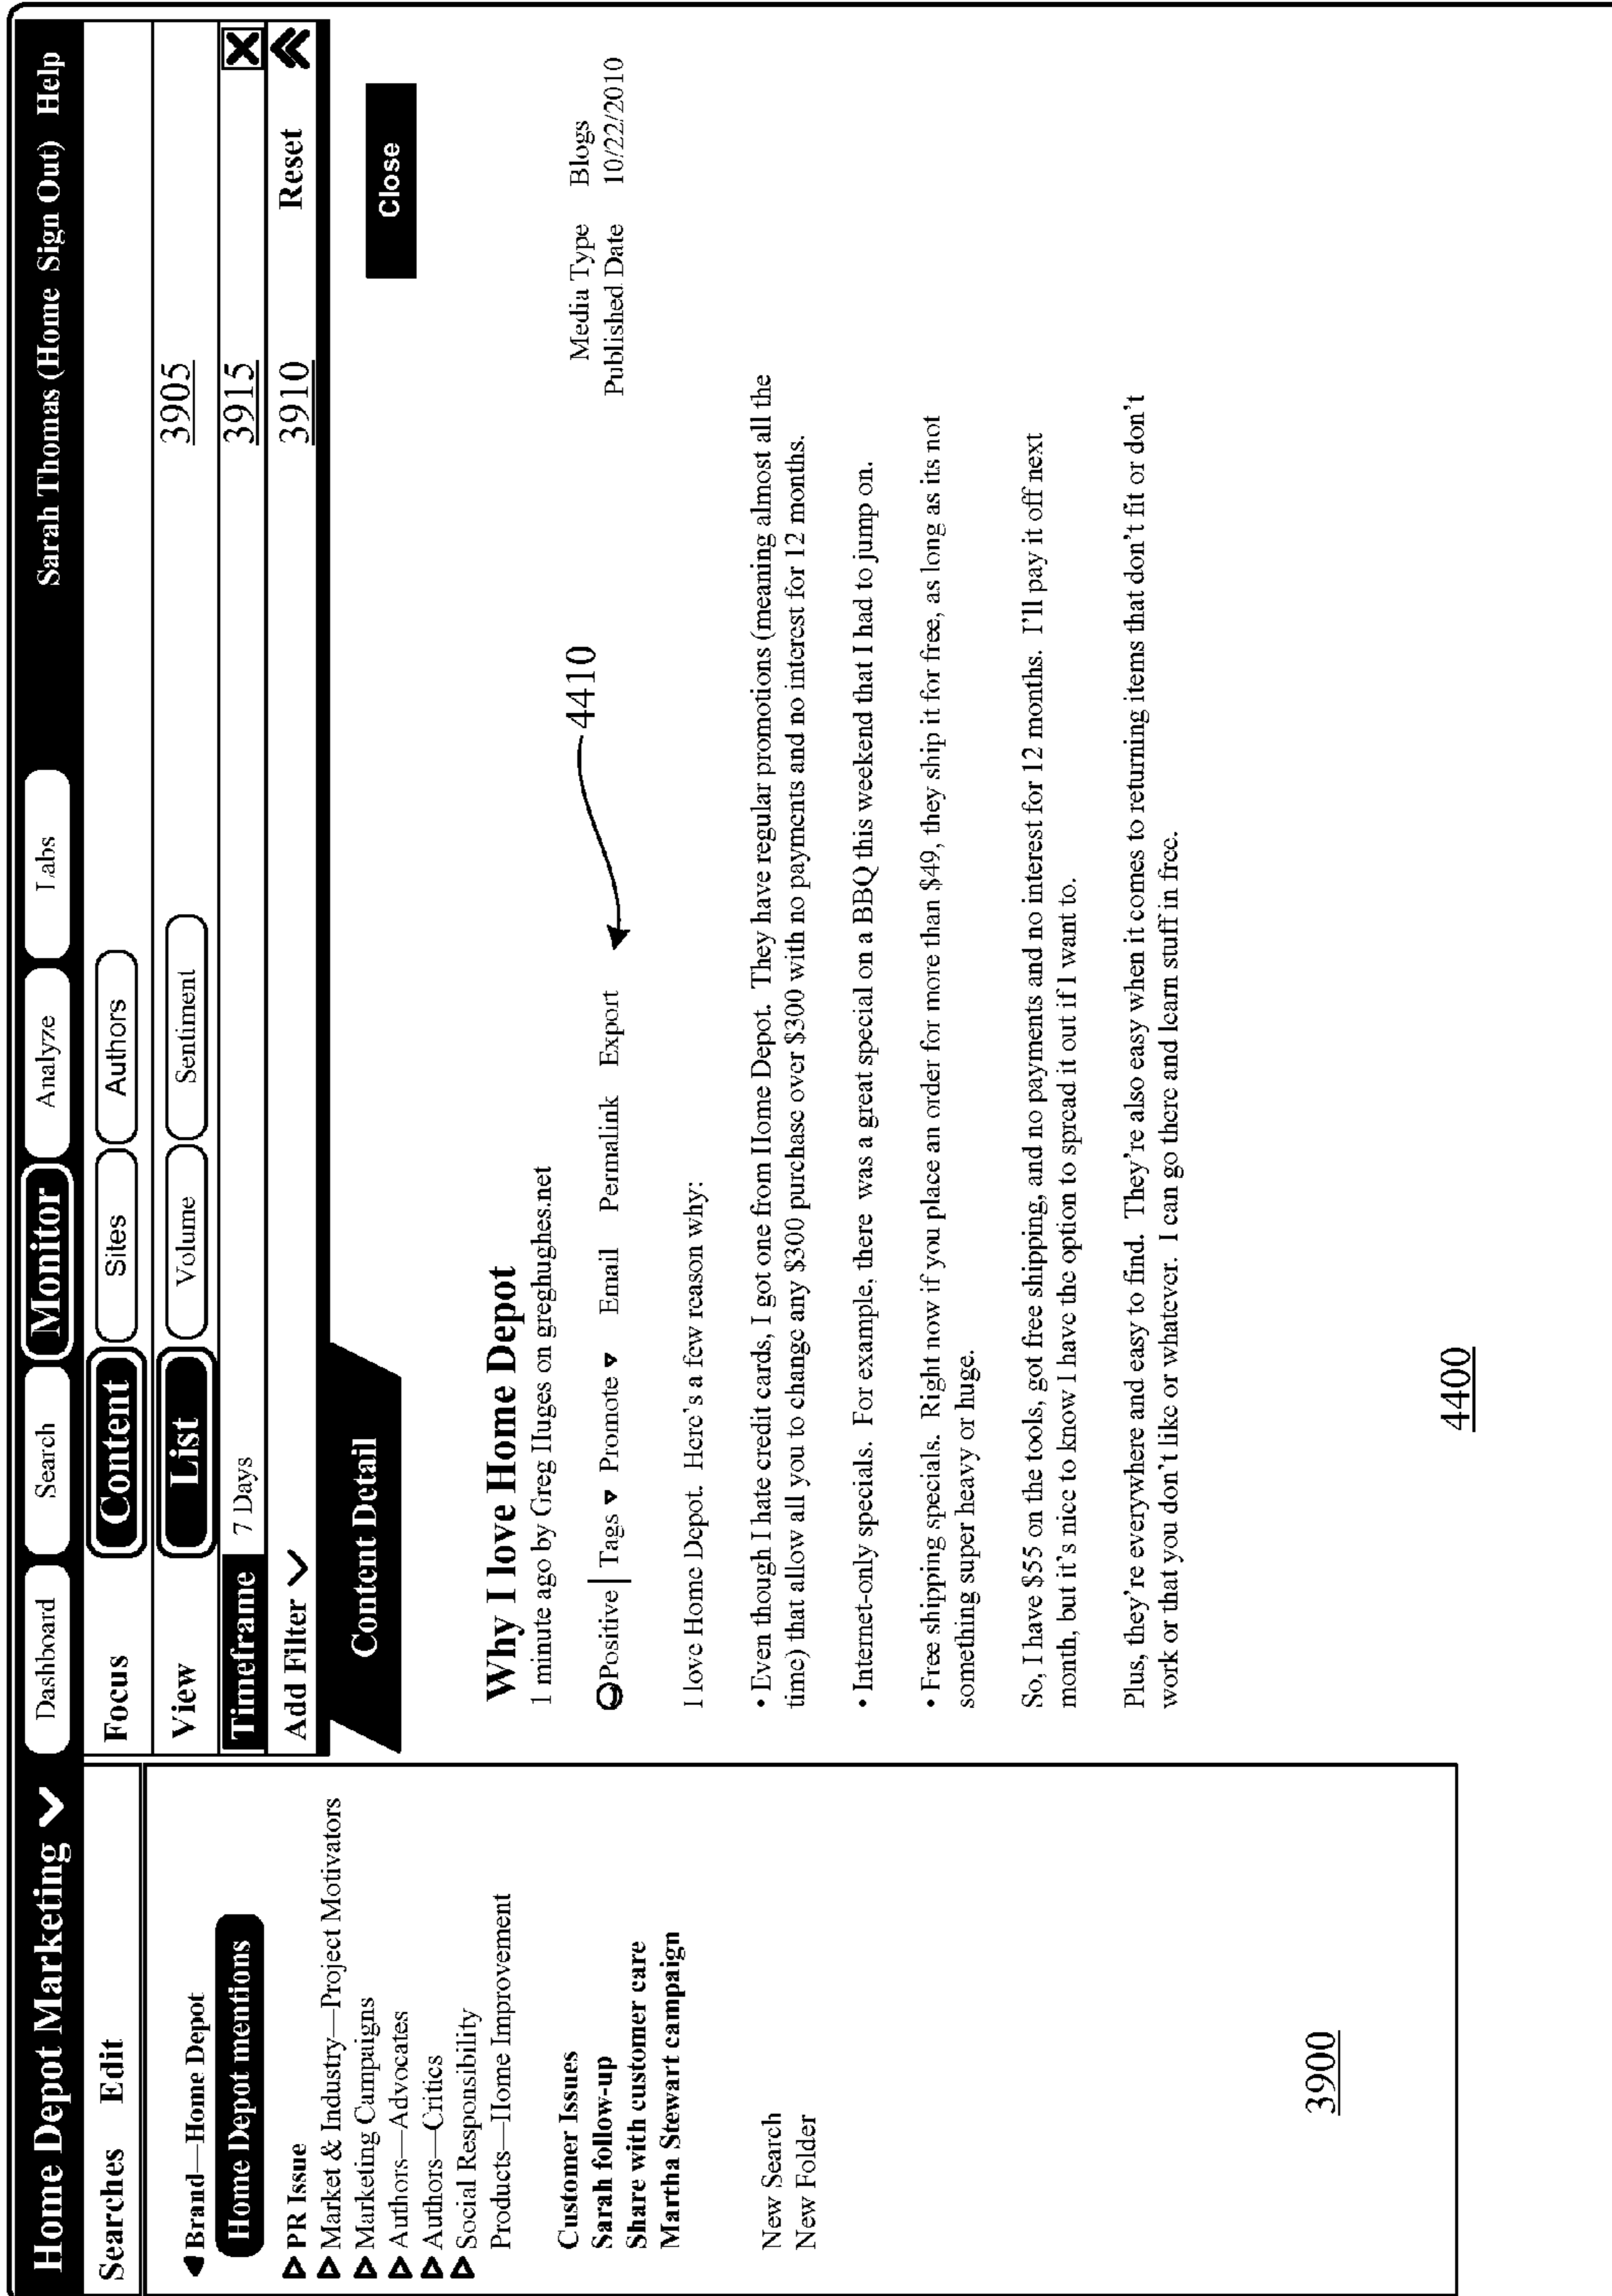 Home Depot Marketing
Dashboard
Search
Monitor
Analyze
Labs
Sarah Thomas (Home Sign Out) Help
Searches Edit
Brand—Home Depot
Home Depot mentions
PR Issue
Market & Industry—Project Motivators
Marketing Campaigns
Authors—Advocates
Authors—Critics
Social Responsibility
Products—Home Improvement
Customer Issues
Sarah follow-up
Share with customer care
Martha Stewart campaign
New Search
New Folder
3900
Focus Content Sites Authors
View List Volume Sentiment 3905
Timeframe 7 Days 3915
Add Filter 3910 Reset
Content Detail
Close
Why I love Home Depot
1 minute ago by Greg Huges on greghughes.net
Positive | Tags Promote Email Permalink Export
4410
Media Type Blogs
Published Date 10/22/2010
I love Home Depot. Here's a few reason why:
• Even though I hate credit cards, I got one from Home Depot. They have regular promotions (meaning almost all the
time) that allow all you to change any $300 purchase over $300 with no payments and no interest for 12 months.
• Internet-only specials. For example, there was a great special on a BBQ this weekend that I had to jump on.
• Free shipping specials. Right now if you place an order for more than $49, they ship it for free, as long as its not
something super heavy or huge.
So, I have $55 on the tools, got free shipping, and no payments and no interest for 12 months. I'll pay it off next
month, but it's nice to know I have the option to spread it out if I want to.
Plus, they're everywhere and easy to find. They're also easy when it comes to returning items that don't fit or don't
work or that you don't like or whatever. I can go there and learn stuff in free.
4400